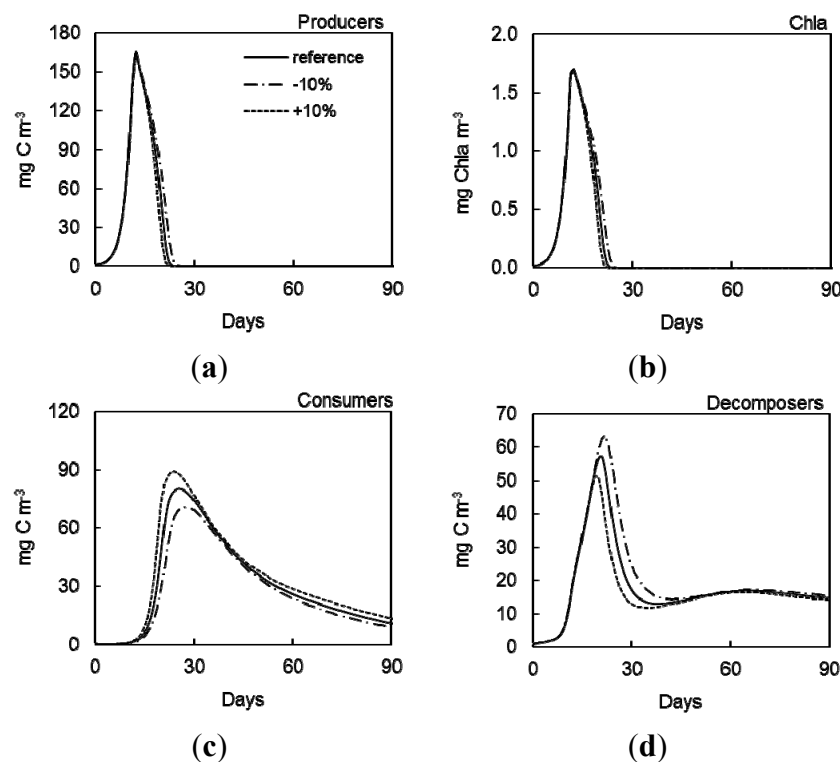 Producers
180
150
120
90
60
30
0
mg C m⁻³
reference
-10%
+10%
0 30 60 90
Days
(a)
Chla
2.0
1.5
1.0
0.5
0.0
mg Chla m⁻³
0 30 60 90
Days
(b)
Consumers
120
90
60
30
0
mg C m⁻³
0 30 60 90
Days
(c)
Decomposers
70
60
50
40
30
20
10
0
mg C m⁻³
0 30 60 90
Days
(d)